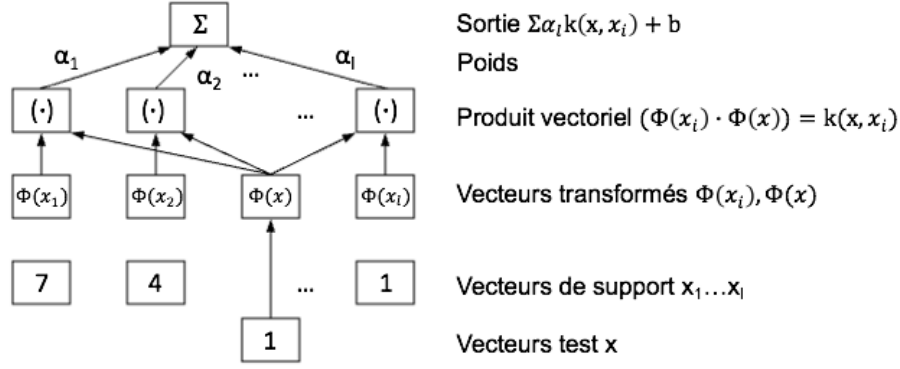 Σ Sortie Σα_l k(x, x_i) + b
α₁ α₂ ... α_l Poids
(·) (·) ... (·) Produit vectoriel (Φ(x_i) · Φ(x)) = k(x, x_i)
Φ(x₁) Φ(x₂) Φ(x) Φ(x_l) Vecteurs transformés Φ(x_i), Φ(x)
7 4 ... 1 Vecteurs de support x₁...x_l
1 Vecteurs test x